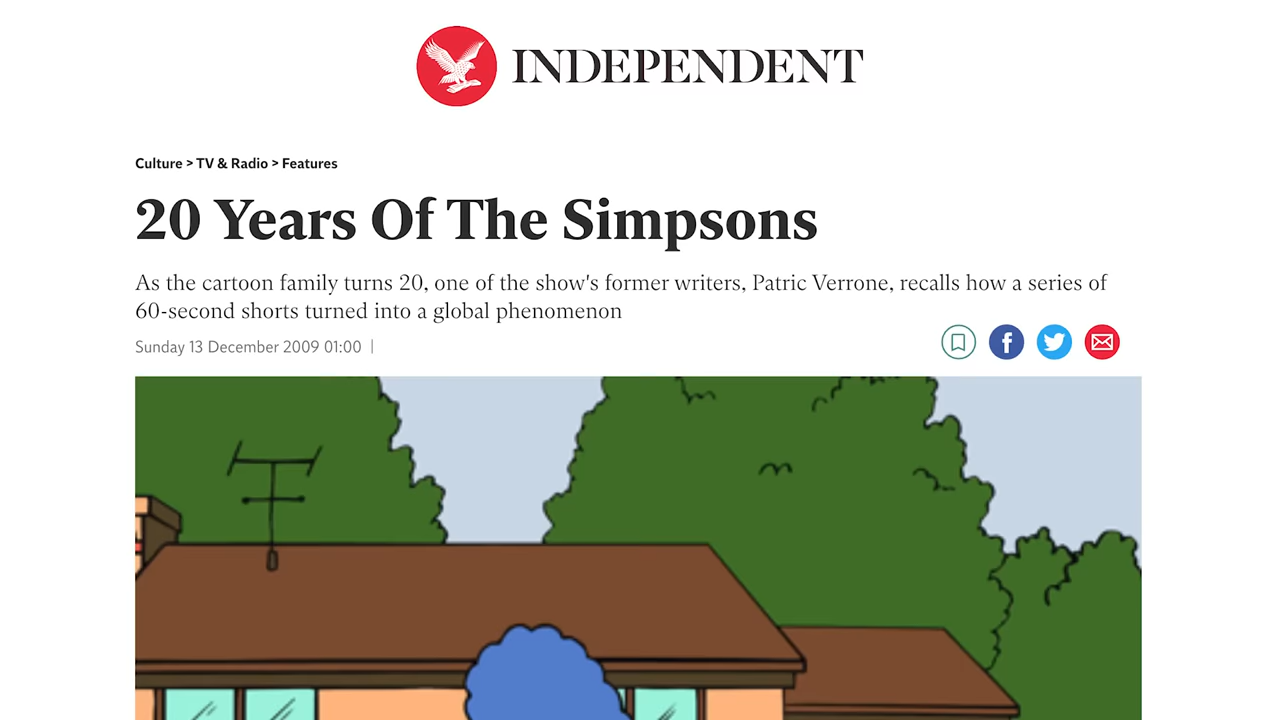 INDEPENDENT
Culture > TV & Radio > Features
20 Years Of The Simpsons
As the cartoon family turns 20, one of the show's former writers, Patric Verrone, recalls how a series of
60-second shorts turned into a global phenomenon
Sunday 13 December 2009 01:00 |
f